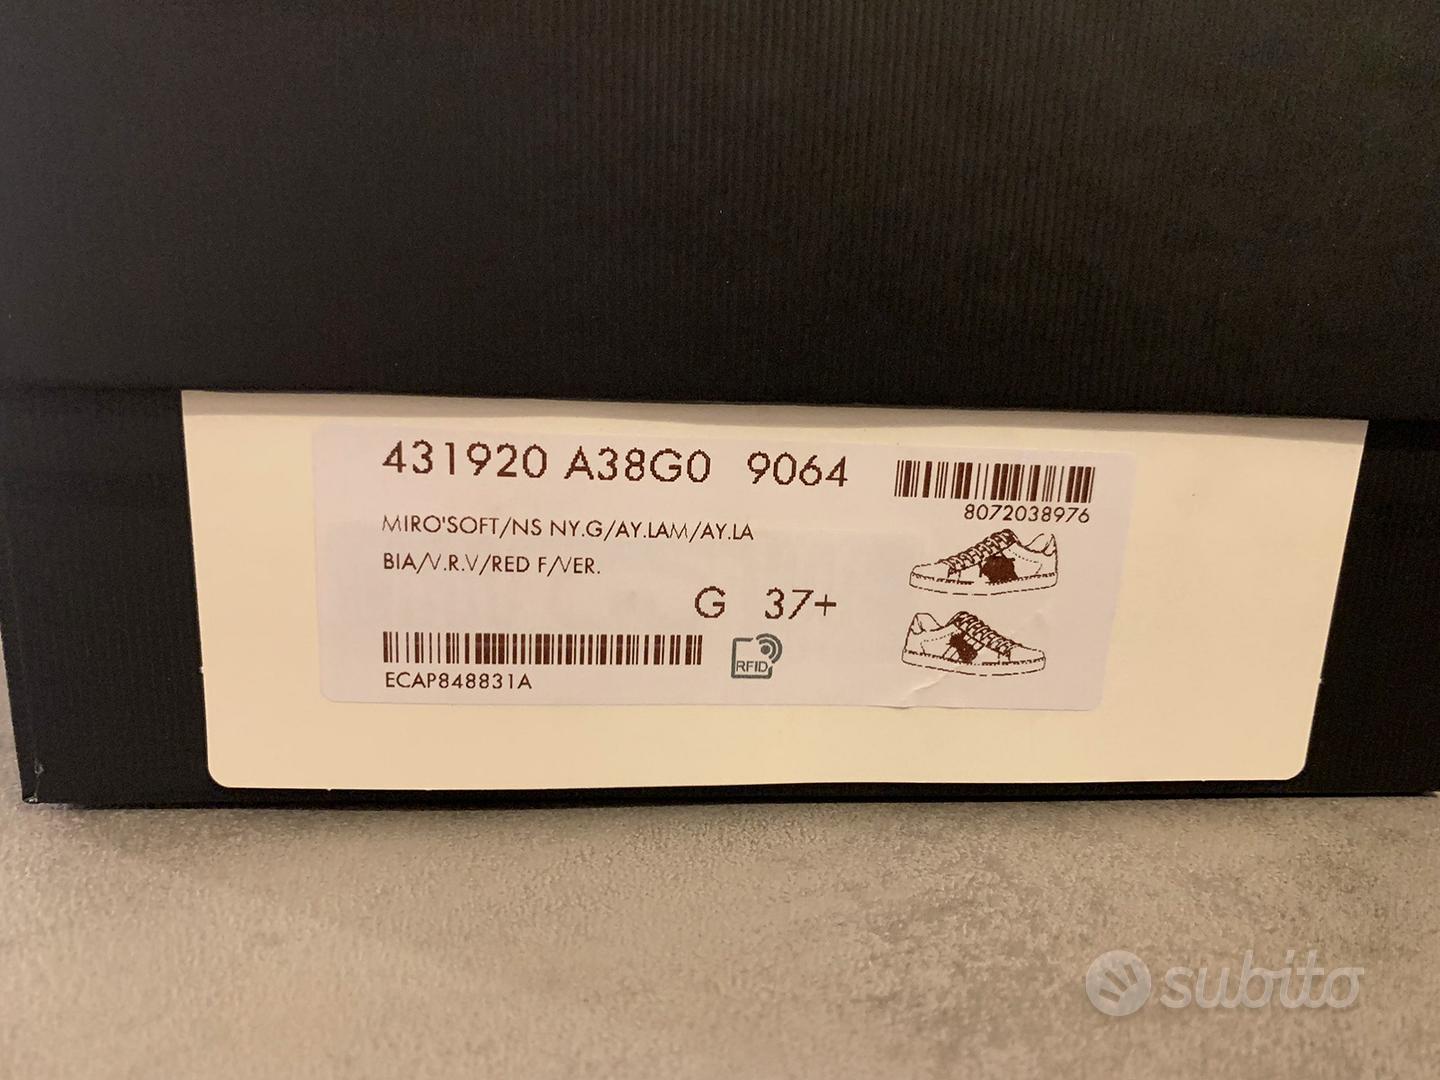 431920 A38G0 9064
8072038976
MIRO'SOFT/NS NY.G/AY.LAM/AY.LA
BIA/V.R.V/RED F/VER.
G 37+
RFID
ECAP848831A
subito